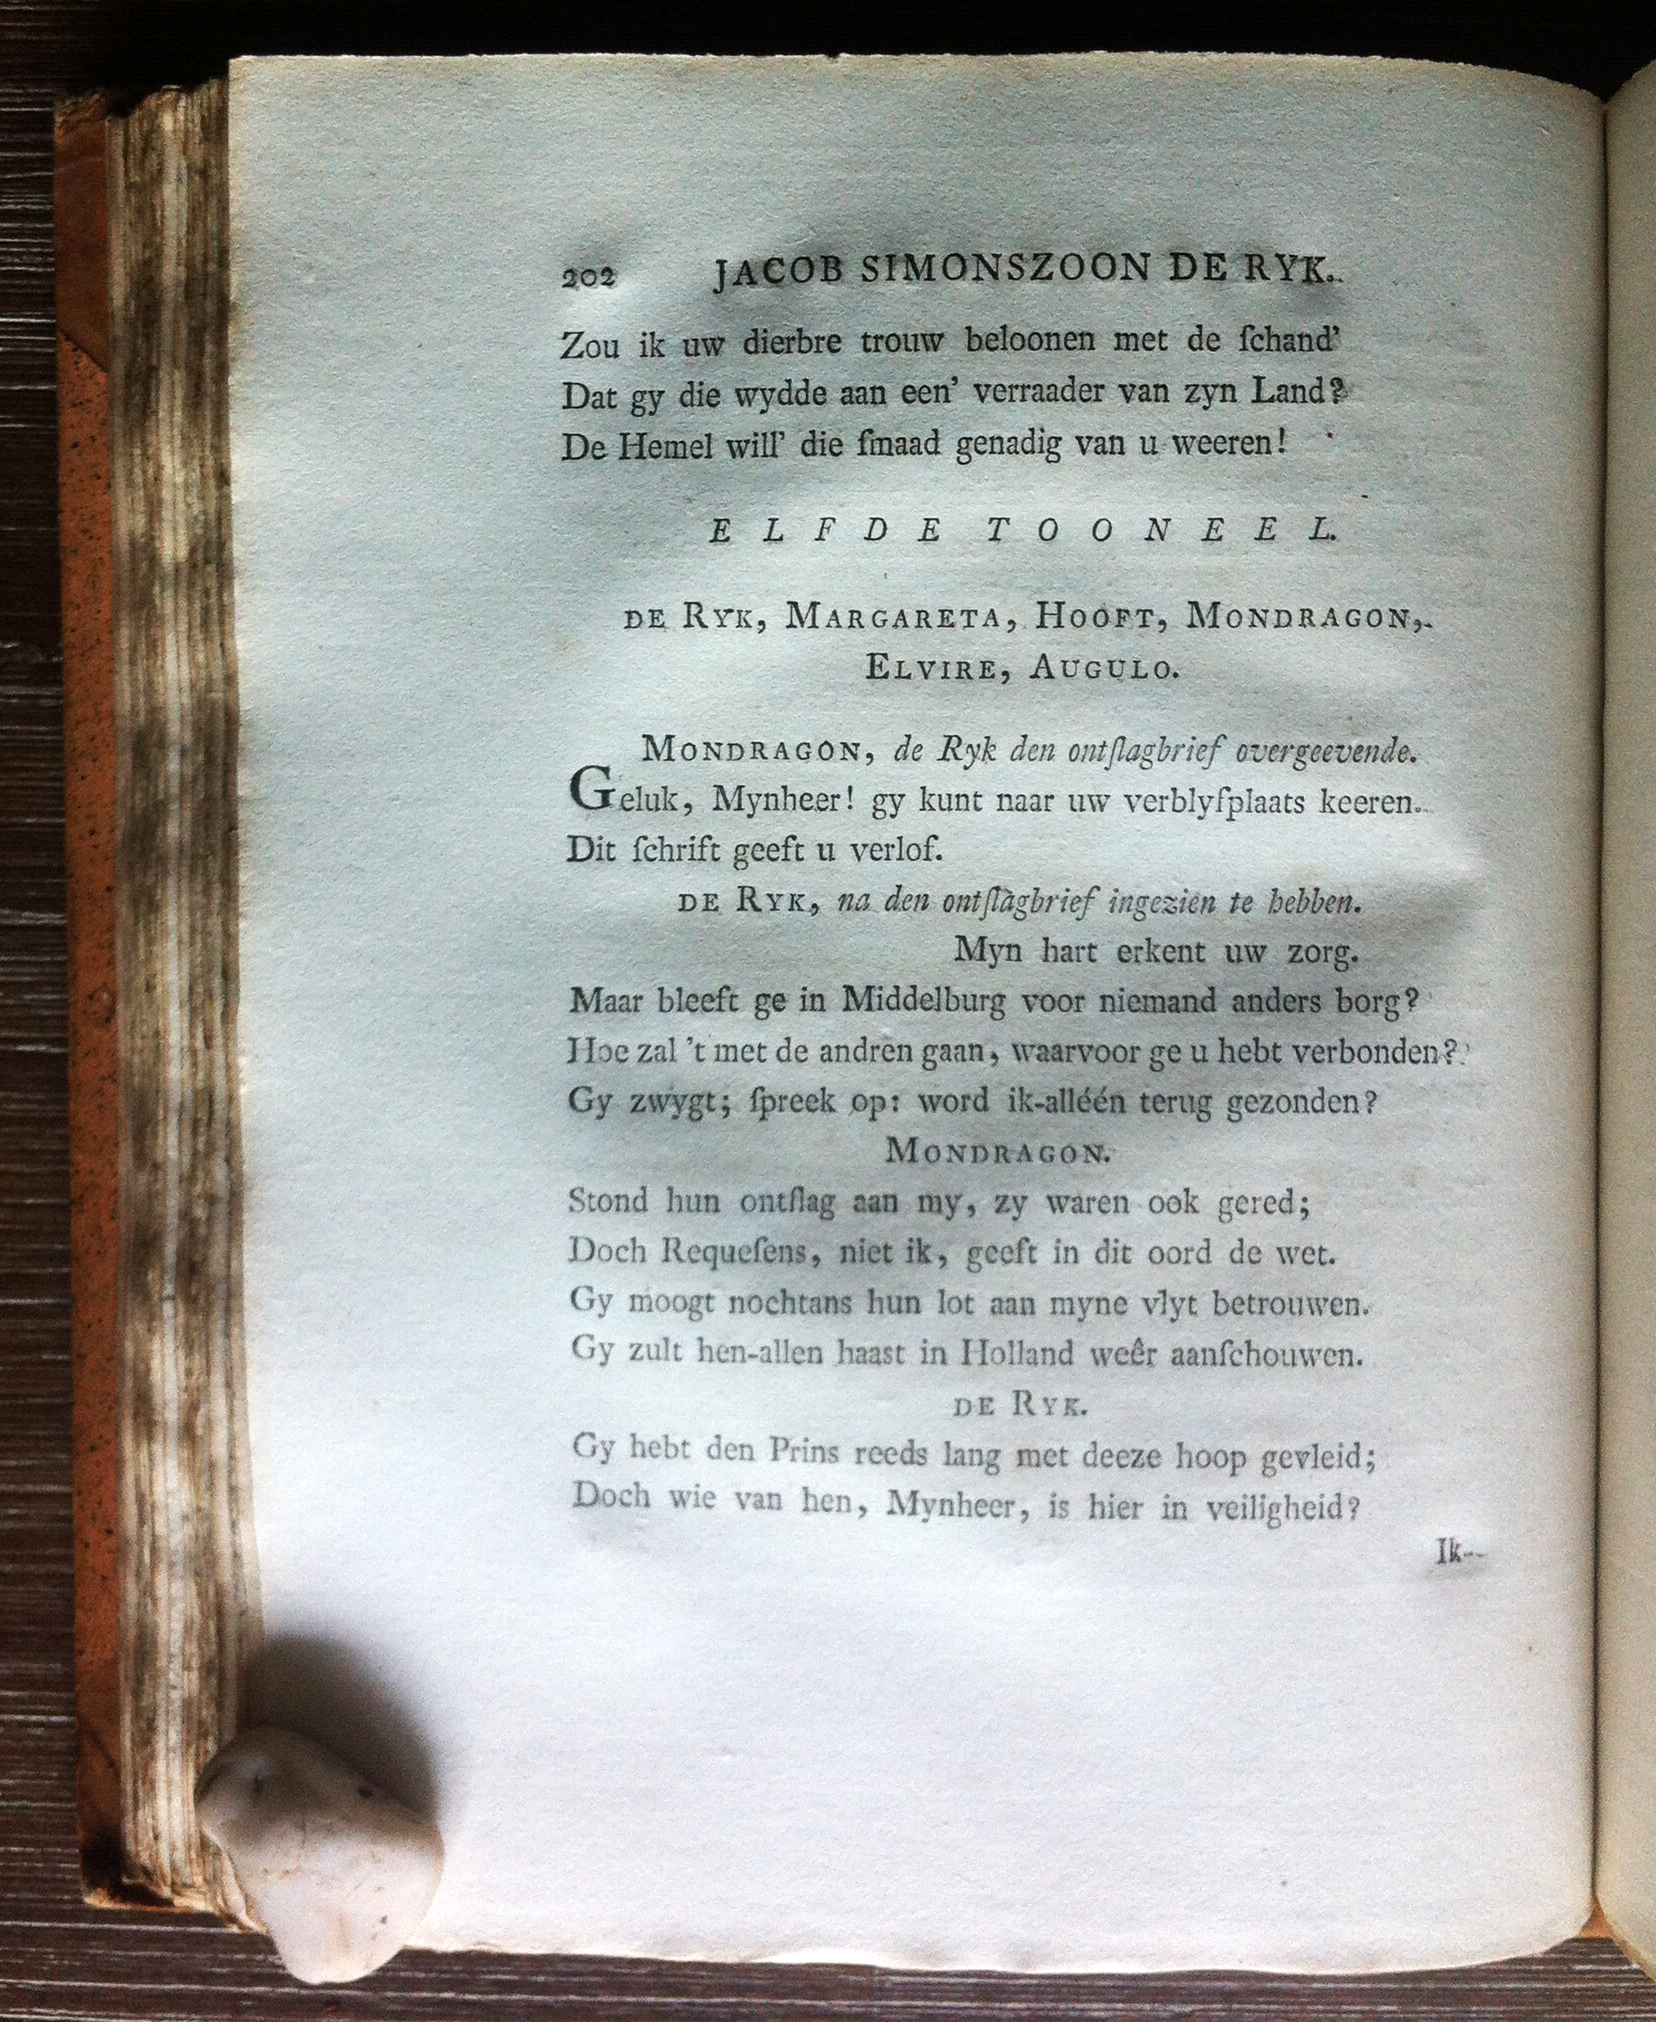 202 JACOB SIMONSZOON DE RYK.
Zou ik uw dierbre trouw beloonen met de ſchand'
Dat gy die wydde aan een' verraader van zyn Land?
De Hemel will' die ſmaad genadig van u weeren!
ELFDE TOONEEL.
DE RYK, MARGARETA, HOOFT, MONDRAGON,
ELVIRE, AUGULO.
MONDRAGON, de Ryk den ontſlagbrief overgeevende.
Geluk, Mynheer! gy kunt naar uw verblyfplaats keeren.
Dit ſchrift geeft u verlof.
DE RYK, na den ontſlagbrief ingezien te hebben.
Myn hart erkent uw zorg.
Maar bleeft ge in Middelburg voor niemand anders borg?
Hoe zal 't met de andren gaan, waarvoor ge u hebt verbonden?
Gy zwygt; ſpreek op: word ik-alléén terug gezonden?
MONDRAGON.
Stond hun ontſlag aan my, zy waren ook gered;
Doch Requeſens, niet ik, geeft in dit oord de wet.
Gy moogt nochtans hun lot aan myne vlyt betrouwen.
Gy zult hen-allen haast in Holland weêr aanſchouwen.
DE RYK.
Gy hebt den Prins reeds lang met deeze hoop gevleid;
Doch wie van hen, Mynheer, is hier in veiligheid?
Ik--